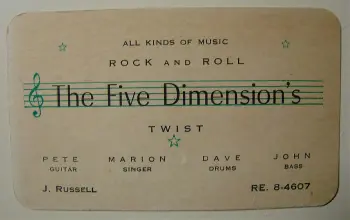 ALL KINDS OF MUSIC
ROCK AND ROLL
The Five Dimension's
TWIST
PETE MARION DAVE JOHN
GUITAR SINGER DRUMS BASS
J. RUSSELL RE. 8-4607